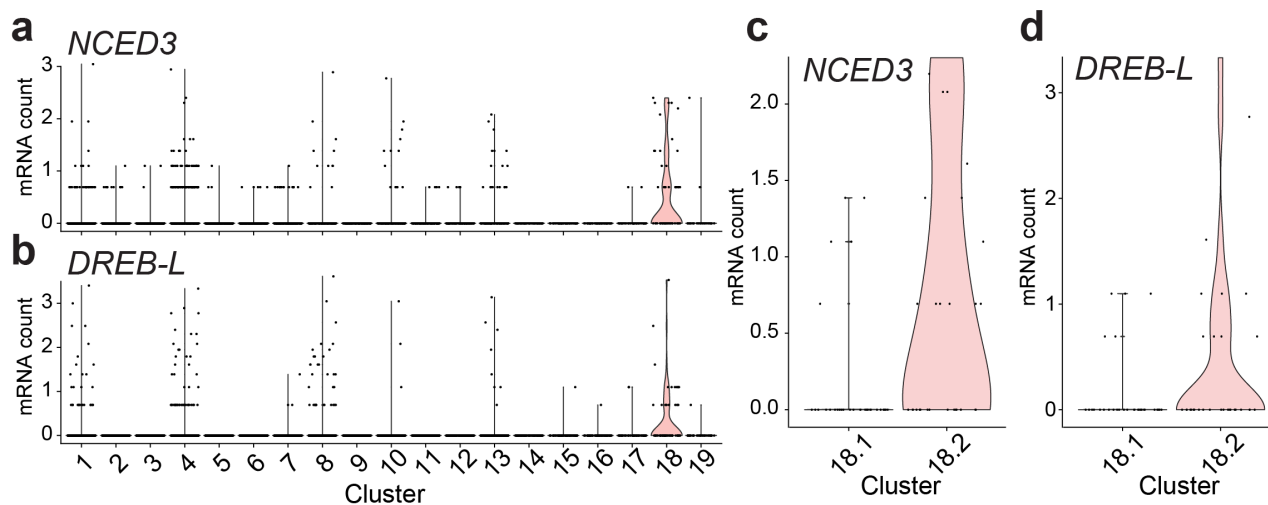 a
NCED3
mRNA count
3
2
1
0
b
DREB-L
mRNA count
3
2
1
0
1 2 3 4 5 6 7 8 9 10 11 12 13 14 15 16 17 18 19
Cluster
c
NCED3
mRNA count
2.0
1.5
1.0
0.5
0.0
18.1 18.2
Cluster
d
DREB-L
mRNA count
3
2
1
0
18.1 18.2
Cluster